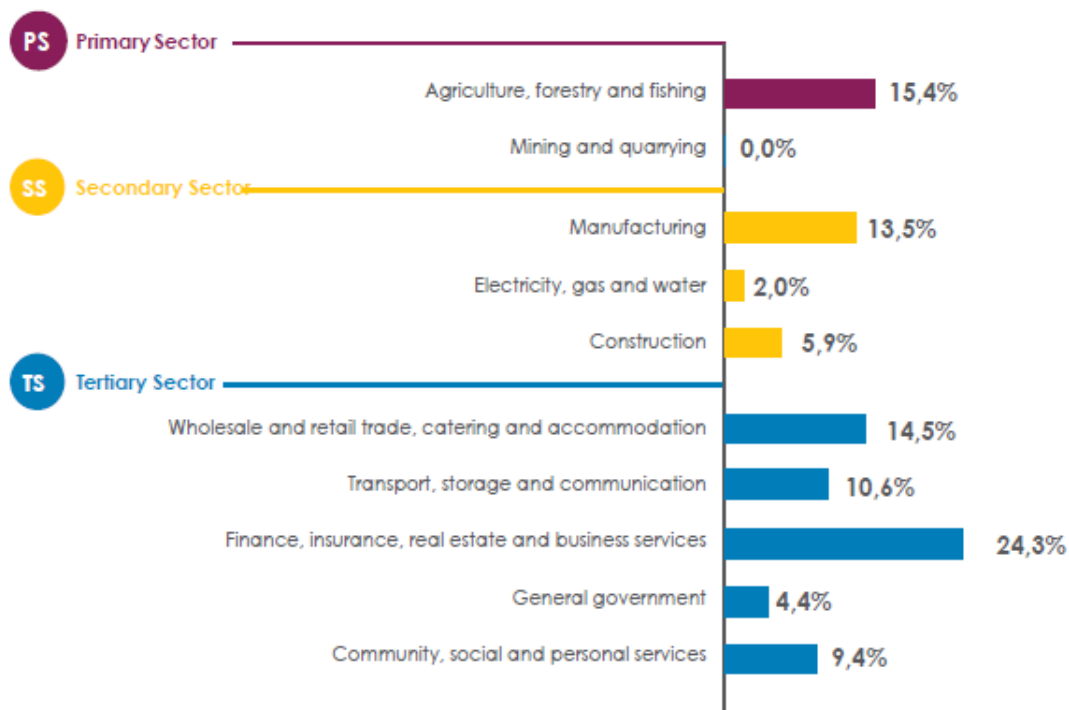 PS Primary Sector
Agriculture, forestry and fishing 15,4%
Mining and quarrying 0,0%
SS Secondary Sector
Manufacturing 13,5%
Electricity, gas and water 2,0%
Construction 5,9%
TS Tertiary Sector
Wholesale and retail trade, catering and accommodation 14,5%
Transport, storage and communication 10,6%
Finance, insurance, real estate and business services 24,3%
General government 4,4%
Community, social and personal services 9,4%